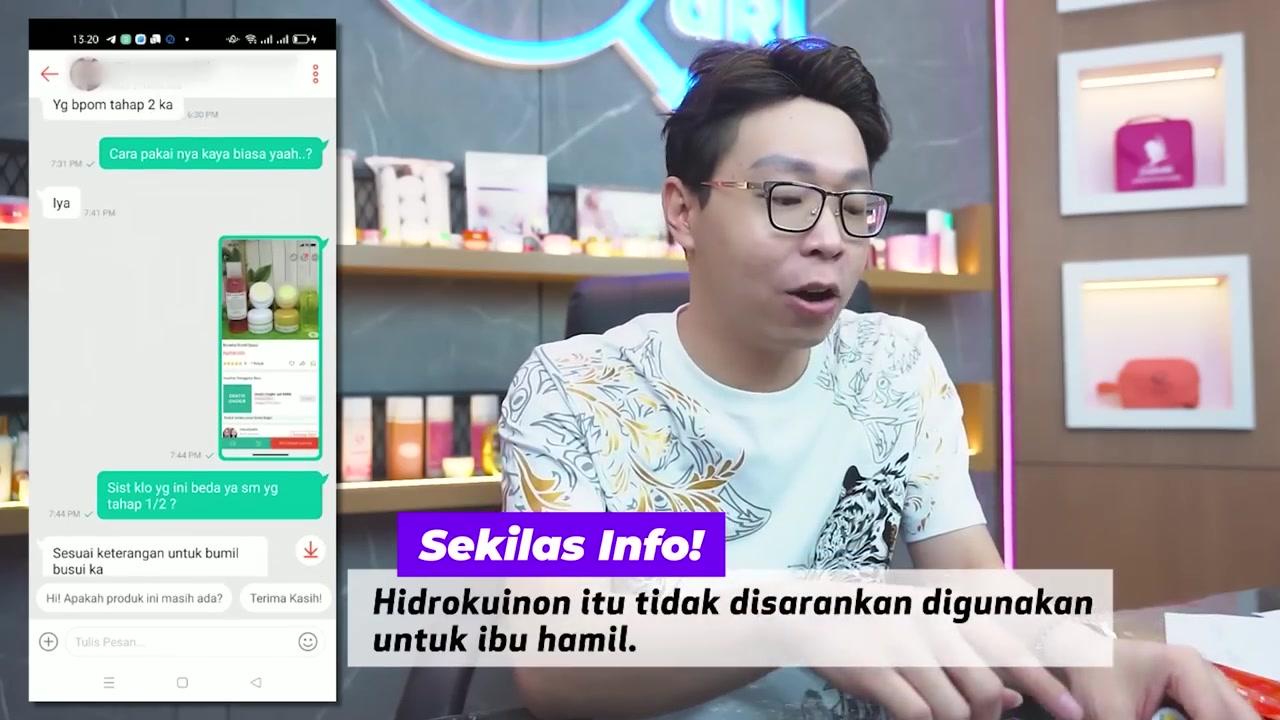 13.20
Yg bpom tahap 2 ka
6:30 PM
Cara pakai nya kaya biasa yaah..?
7:31 PM
Iya
7:41 PM
7:44 PM
Sist klo yg ini beda ya sm yg
tahap 1/2 ?
7:44 PM
Sesuai keterangan untuk bumil
busui ka
Hi! Apakah produk ini masih ada?
Terima Kasih!
Tulis Pesan...
Sekilas Info!
Hidrokuinon itu tidak disarankan digunakan
untuk ibu hamil.